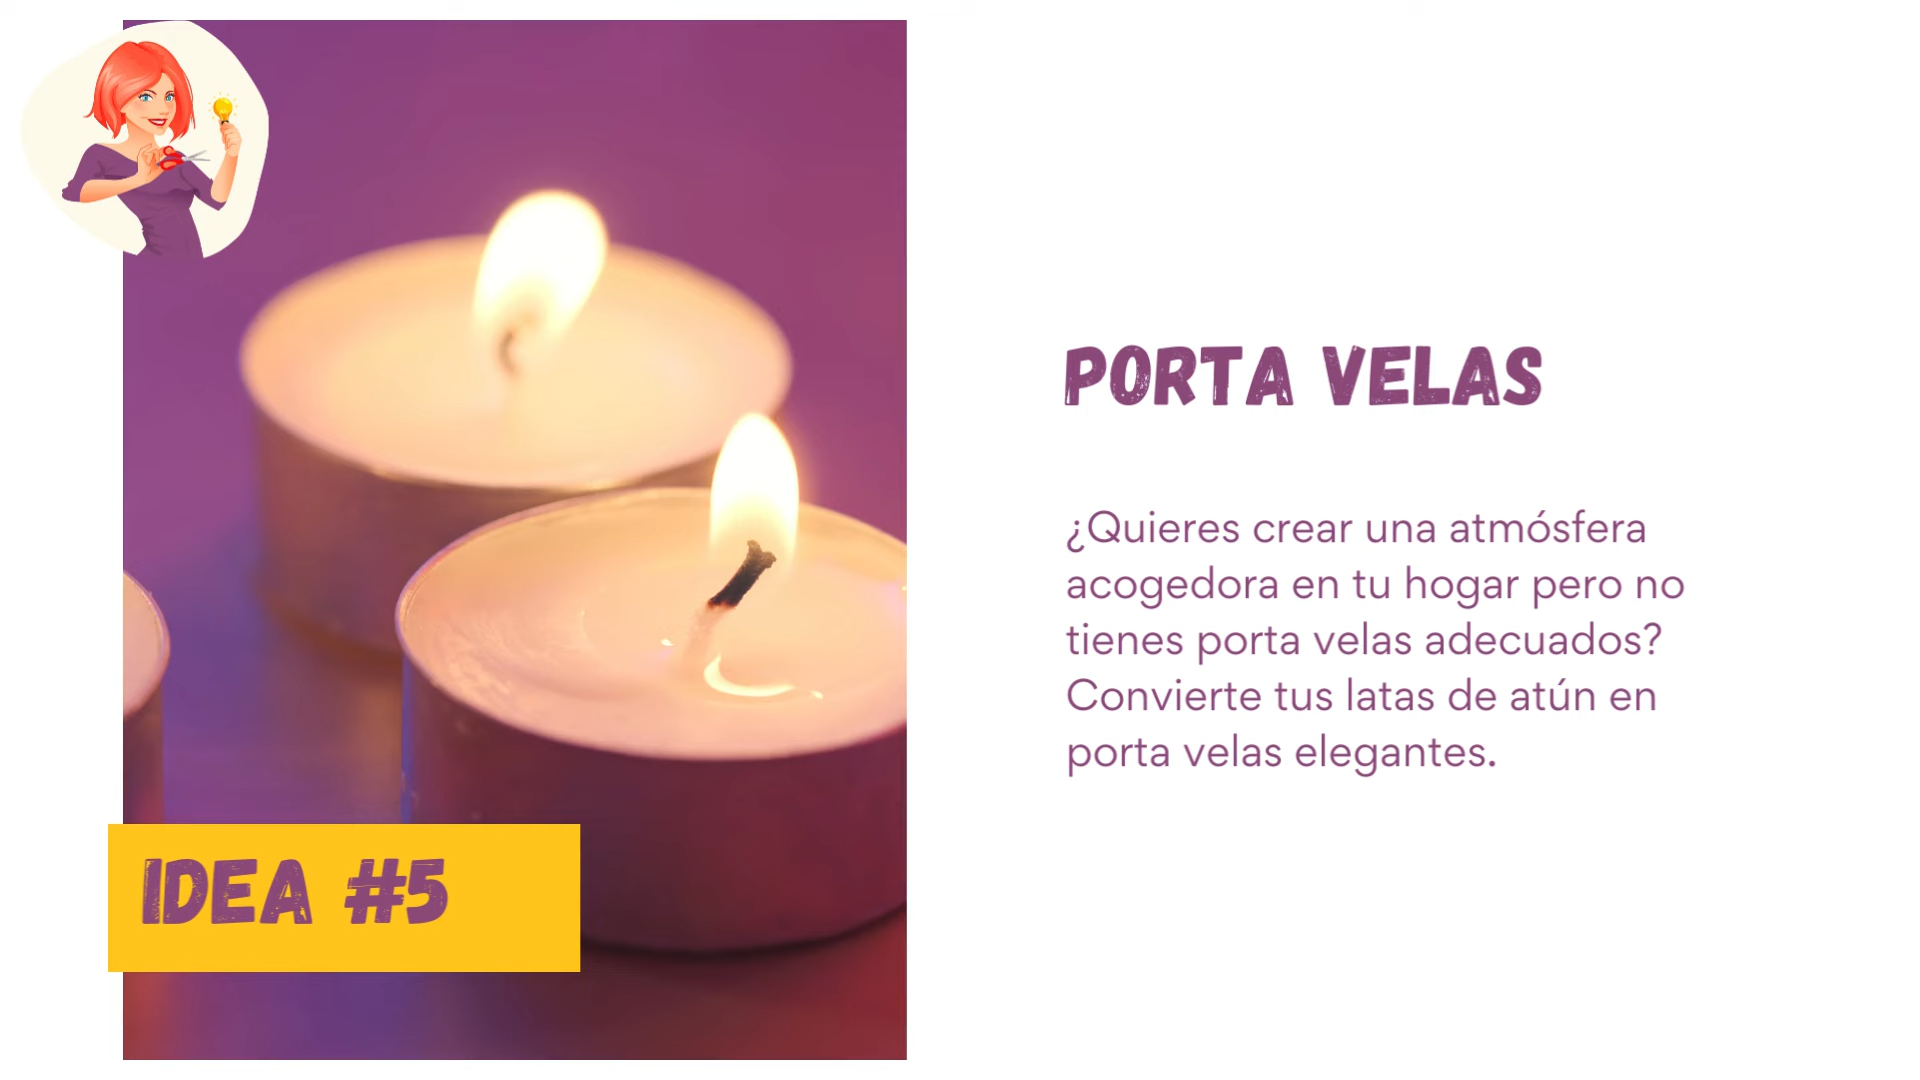 IDEA #5
PORTA VELAS
¿Quieres crear una atmósfera
acogedora en tu hogar pero no
tienes porta velas adecuados?
Convierte tus latas de atún en
porta velas elegantes.